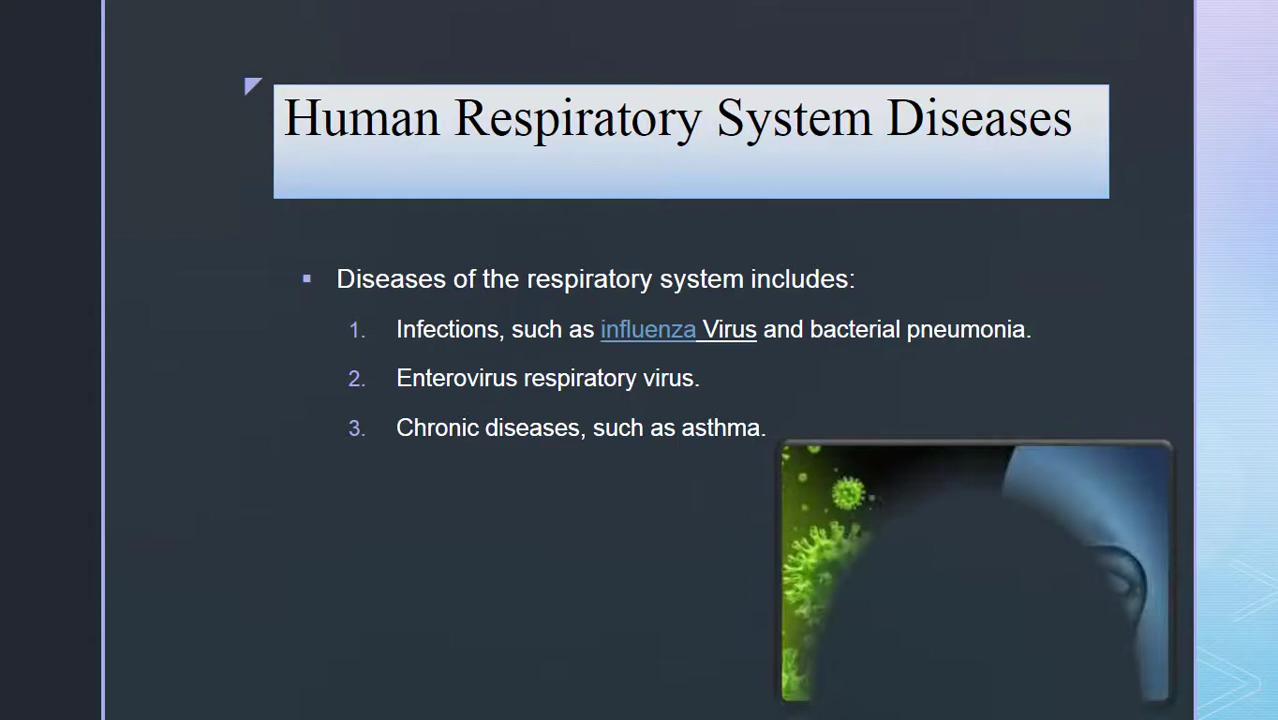 Human Respiratory System Diseases
Diseases of the respiratory system includes:
1. Infections, such as influenza Virus and bacterial pneumonia.
2. Enterovirus respiratory virus.
3. Chronic diseases, such as asthma.